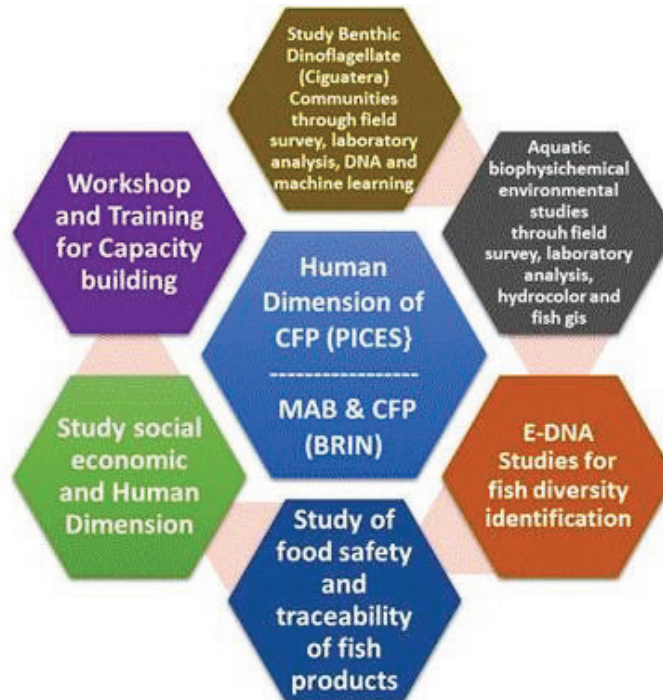 Study Benthic
Dinoflagellate
(Ciguatera)
Communities
through field
survey, laboratory
analysis, DNA and
machine learning
Aquatic
biophysichemical
environmental
studies
throuh field
survey, laboratory
analysis,
hydrocolor and
fish gis
E-DNA
Studies for
fish diversity
identification
Study of
food safety
and
traceability
of fish
products
Study social
economic
and Human
Dimension
Workshop
and Training
for Capacity
building
Human
Dimension of
CFP (PICES}
-----------------
MAB & CFP
(BRIN)